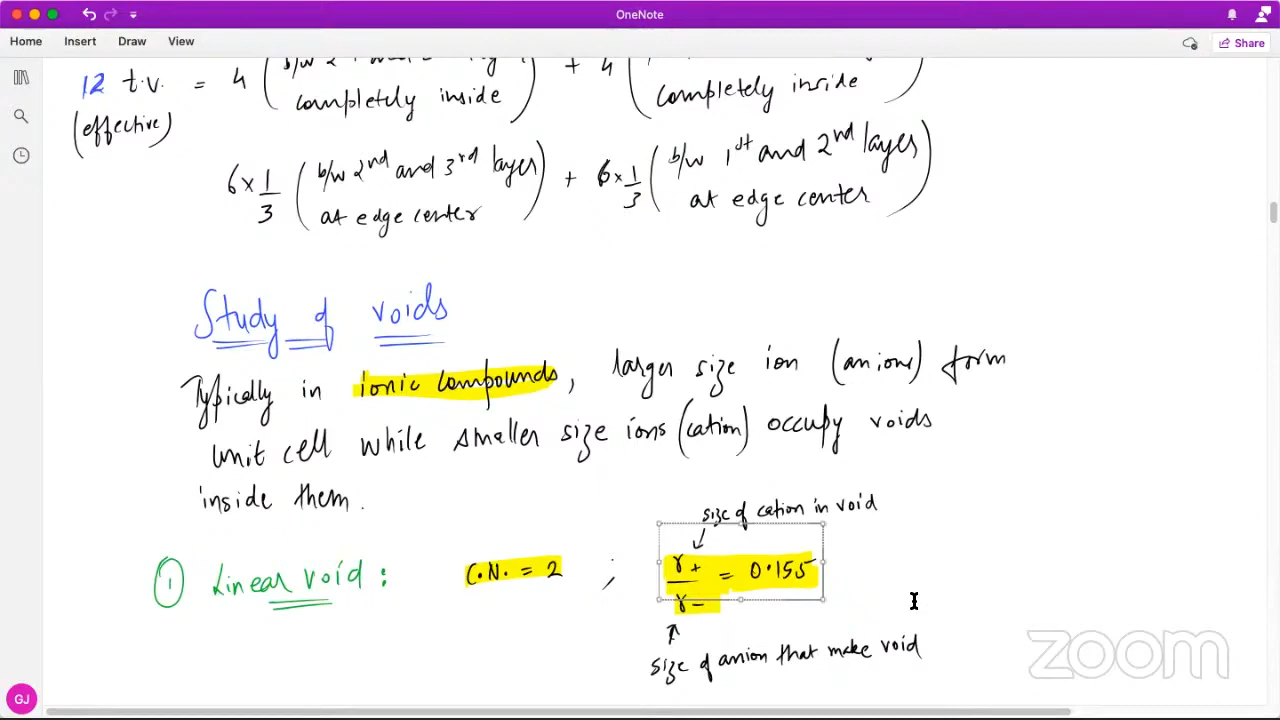 OneNote
Home Insert Draw View Share
12 t.v. = 4 ( completely inside ) + 4 ( completely inside )
(effective)
6 × 1/3 ( b/w 2nd and 3rd layer at edge center ) + 6 × 1/3 ( b/w 1st and 2nd layer at edge center )
Study of voids
Typically in ionic compounds, larger size ion (anions) form
unit cell while smaller size ions (cation) occupy voids
inside them.
size of cation in void
① Linear void: C.N. = 2 ; r+/r- = 0.155
size of anion that make void
zoom
GJ